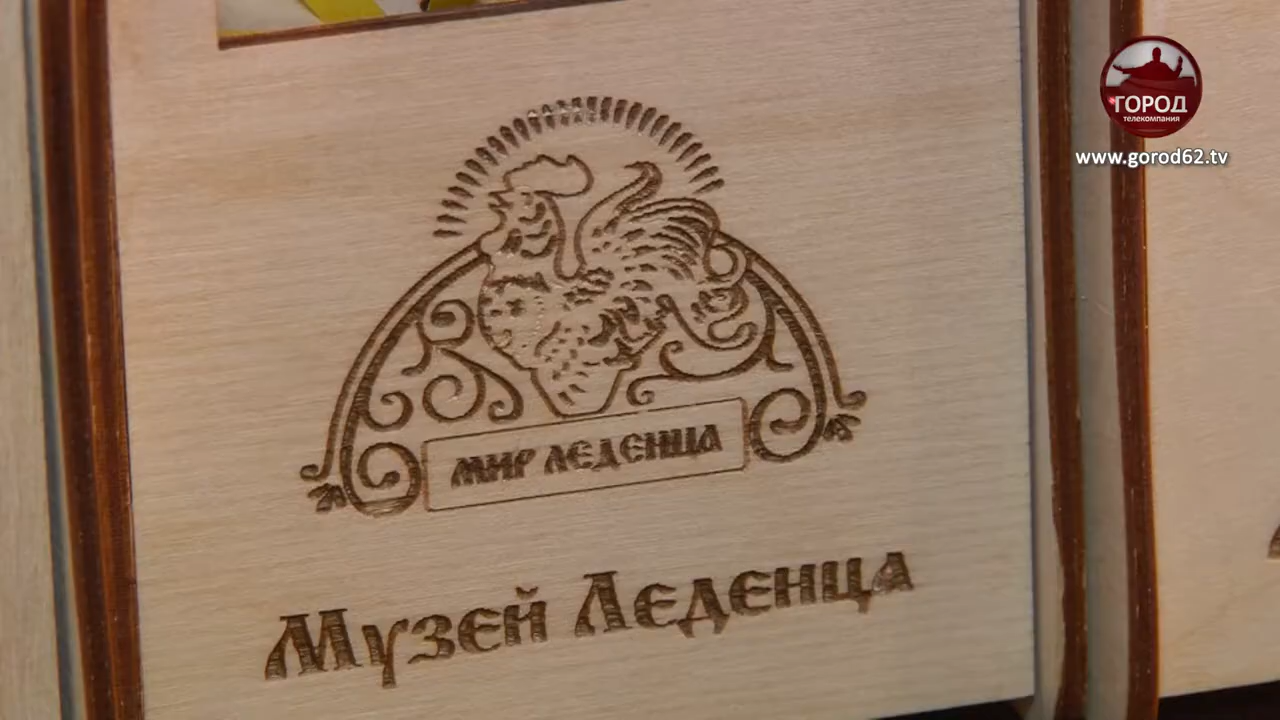 ГОРОД
телекомпания
www.gorod62.tv
МИР ЛЕДЕНЦА
Музей Леденца